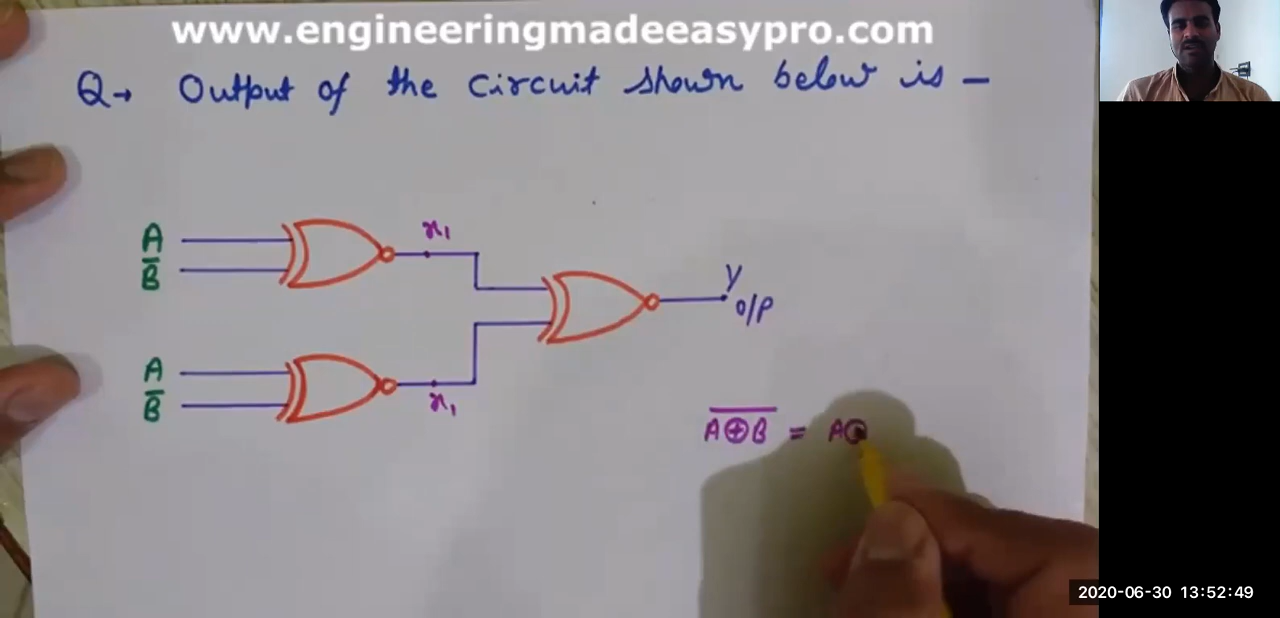 www.engineeringmadeeasypro.com
Q→ Output of the circuit shown below is –
A
B̅
x₁
A
B̅
x₁
Y
O/P
A̅⊕̅B̅ = A⊙
2020-06-30 13:52:49